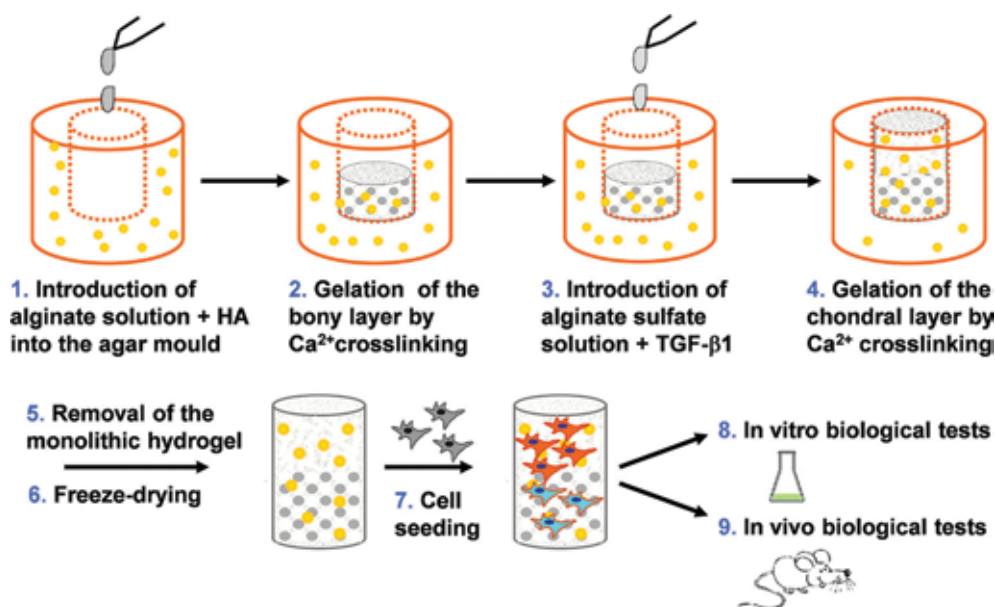 1. Introduction of
alginate solution + HA
into the agar mould
2. Gelation of the
bony layer by
Ca²⁺crosslinking
3. Introduction of
alginate sulfate
solution + TGF-β1
4. Gelation of the
chondral layer by
Ca²⁺ crosslinking
5. Removal of the
monolithic hydrogel
6. Freeze-drying
7. Cell
seeding
8. In vitro biological tests
9. In vivo biological tests